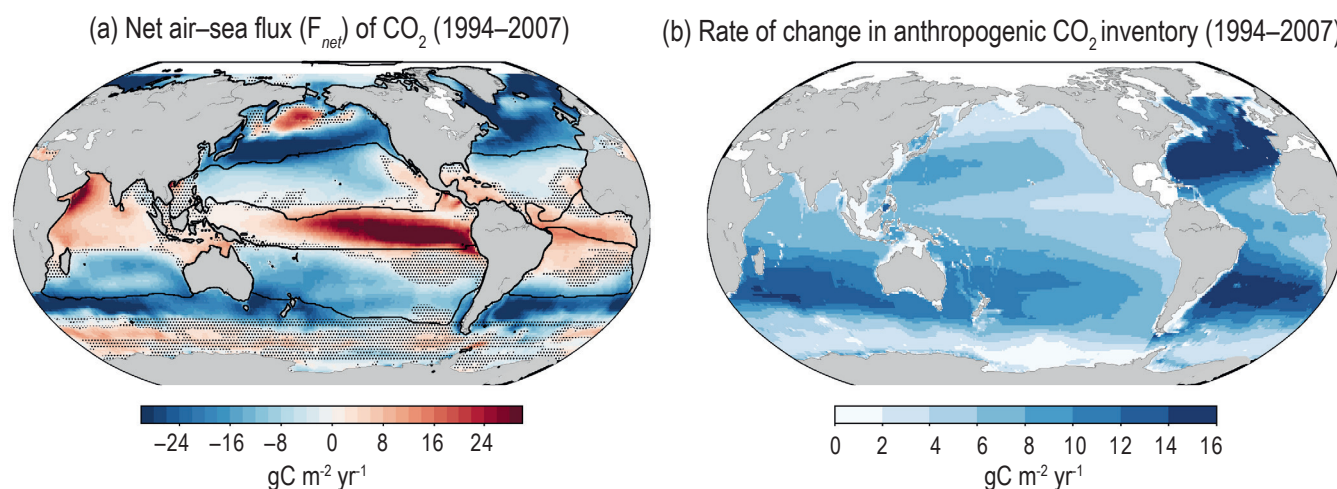 (a) Net air–sea flux (Fnet) of CO2 (1994–2007)
(b) Rate of change in anthropogenic CO2 inventory (1994–2007)
−24 −16 −8 0 8 16 24
gC m-2 yr-1
0 2 4 6 8 10 12 14 16
gC m-2 yr-1